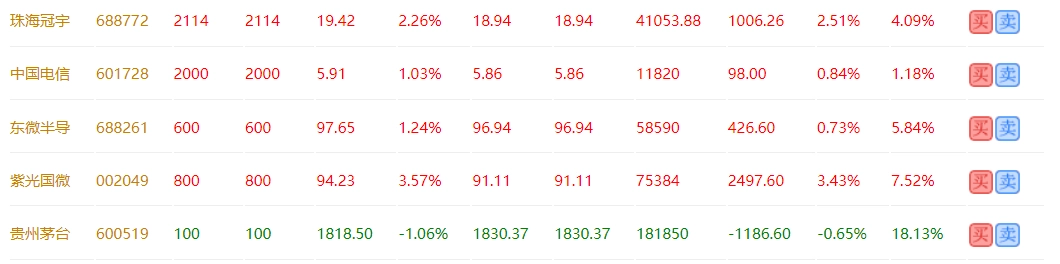 珠海冠宇 688772 2114 2114 19.42 2.26% 18.94 18.94 41053.88 1006.26 2.51% 4.09% 买 卖
中国电信 601728 2000 2000 5.91 1.03% 5.86 5.86 11820 98.00 0.84% 1.18% 买 卖
东微半导 688261 600 600 97.65 1.24% 96.94 96.94 58590 426.60 0.73% 5.84% 买 卖
紫光国微 002049 800 800 94.23 3.57% 91.11 91.11 75384 2497.60 3.43% 7.52% 买 卖
贵州茅台 600519 100 100 1818.50 -1.06% 1830.37 1830.37 181850 -1186.60 -0.65% 18.13% 买 卖